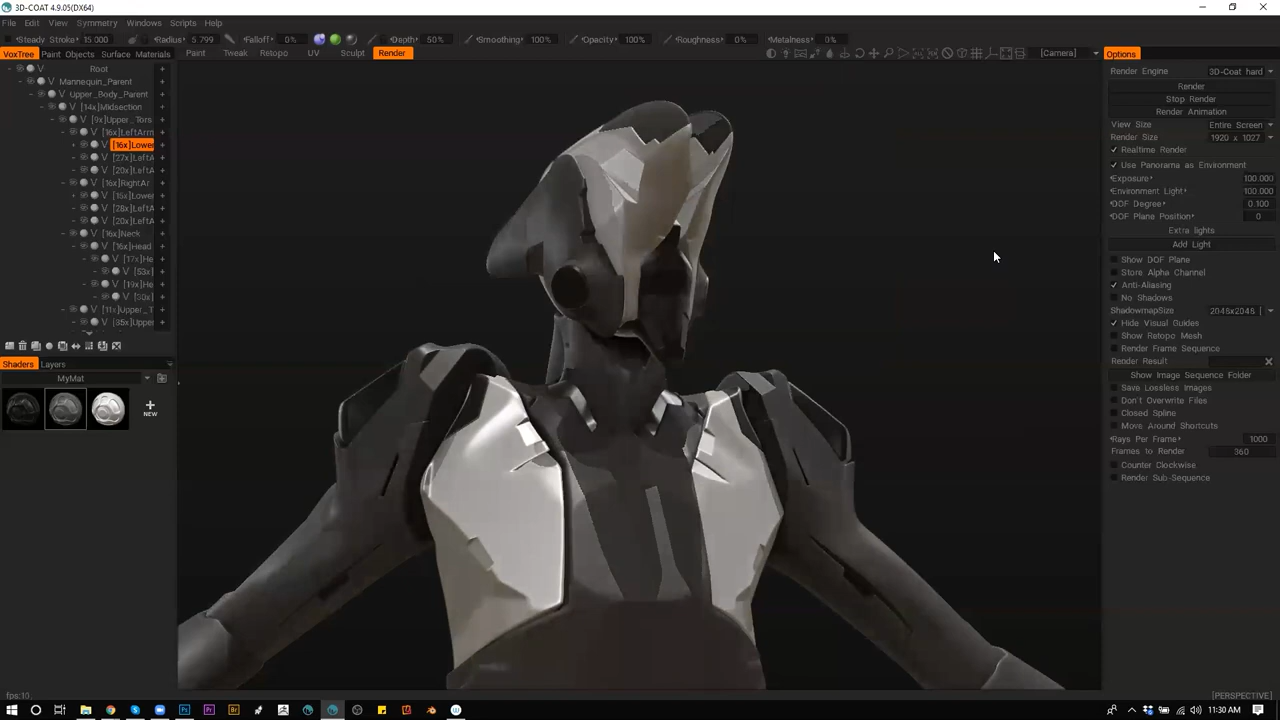 3D-COAT 4.9.05(DX64)
File Edit View Symmetry Windows Scripts Help
Steady Stroke 15.000 Radius 5.799 Falloff 0% Depth 50% Smoothing 100% Opacity 100% Roughness 0% Metalness 0%
VoxTree Paint Objects Surface Materials Paint Tweak Retopo UV Sculpt Render [Camera] Options
Root
Mannequin_Parent
Upper_Body_Parent
[14x]Midsection
[9x]Upper_Tors
[16x]LeftArm
[16x]Lower
[27x]LeftA
[20x]LeftA
[16x]RightAr
[15x]Lowe
[28x]LeftA
[20x]LeftA
[16x]Neck
[16x]Head
[17x]He
[53x]
[19x]He
[30x]
[11x]Upper_T
[35x]Upper
Shaders Layers
MyMat
NEW
Render Engine 3D-Coat hard
Render
Stop Render
Render Animation
View Size Entire Screen
Render Size 1920 x 1027
Realtime Render
Use Panorama as Environment
Exposure 100.000
Environment Light 100.000
DOF Degree 0.100
DOF Plane Position 0
Extra lights
Add Light
Show DOF Plane
Store Alpha Channel
Anti-Aliasing
No Shadows
ShadowmapSize 2048x2048
Hide Visual Guides
Show Retopo Mesh
Render Frame Sequence
Render Result
Show Image Sequence Folder
Save Lossless Images
Don't Overwrite Files
Closed Spline
Move Around Shortcuts
Rays Per Frame 1000
Frames to Render 360
Counter Clockwise
Render Sub-Sequence
fps:10 [PERSPECTIVE]
11:30 AM